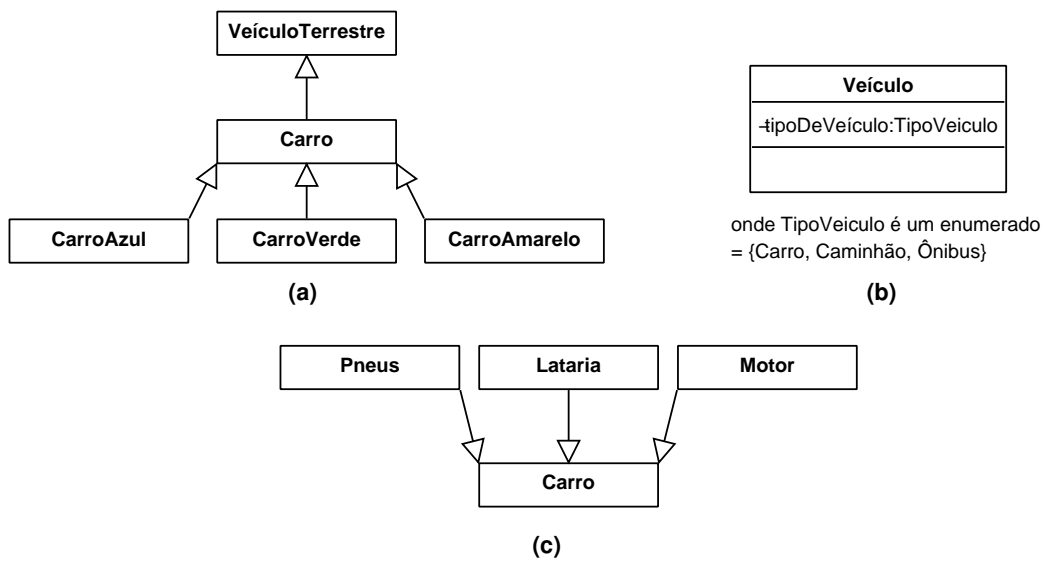 VeículoTerrestre
Carro
CarroAzul
CarroVerde
CarroAmarelo
(a)
Veículo
-tipoDeVeículo:TipoVeiculo
onde TipoVeiculo é um enumerado
= {Carro, Caminhão, Ônibus}
(b)
Pneus
Lataria
Motor
Carro
(c)